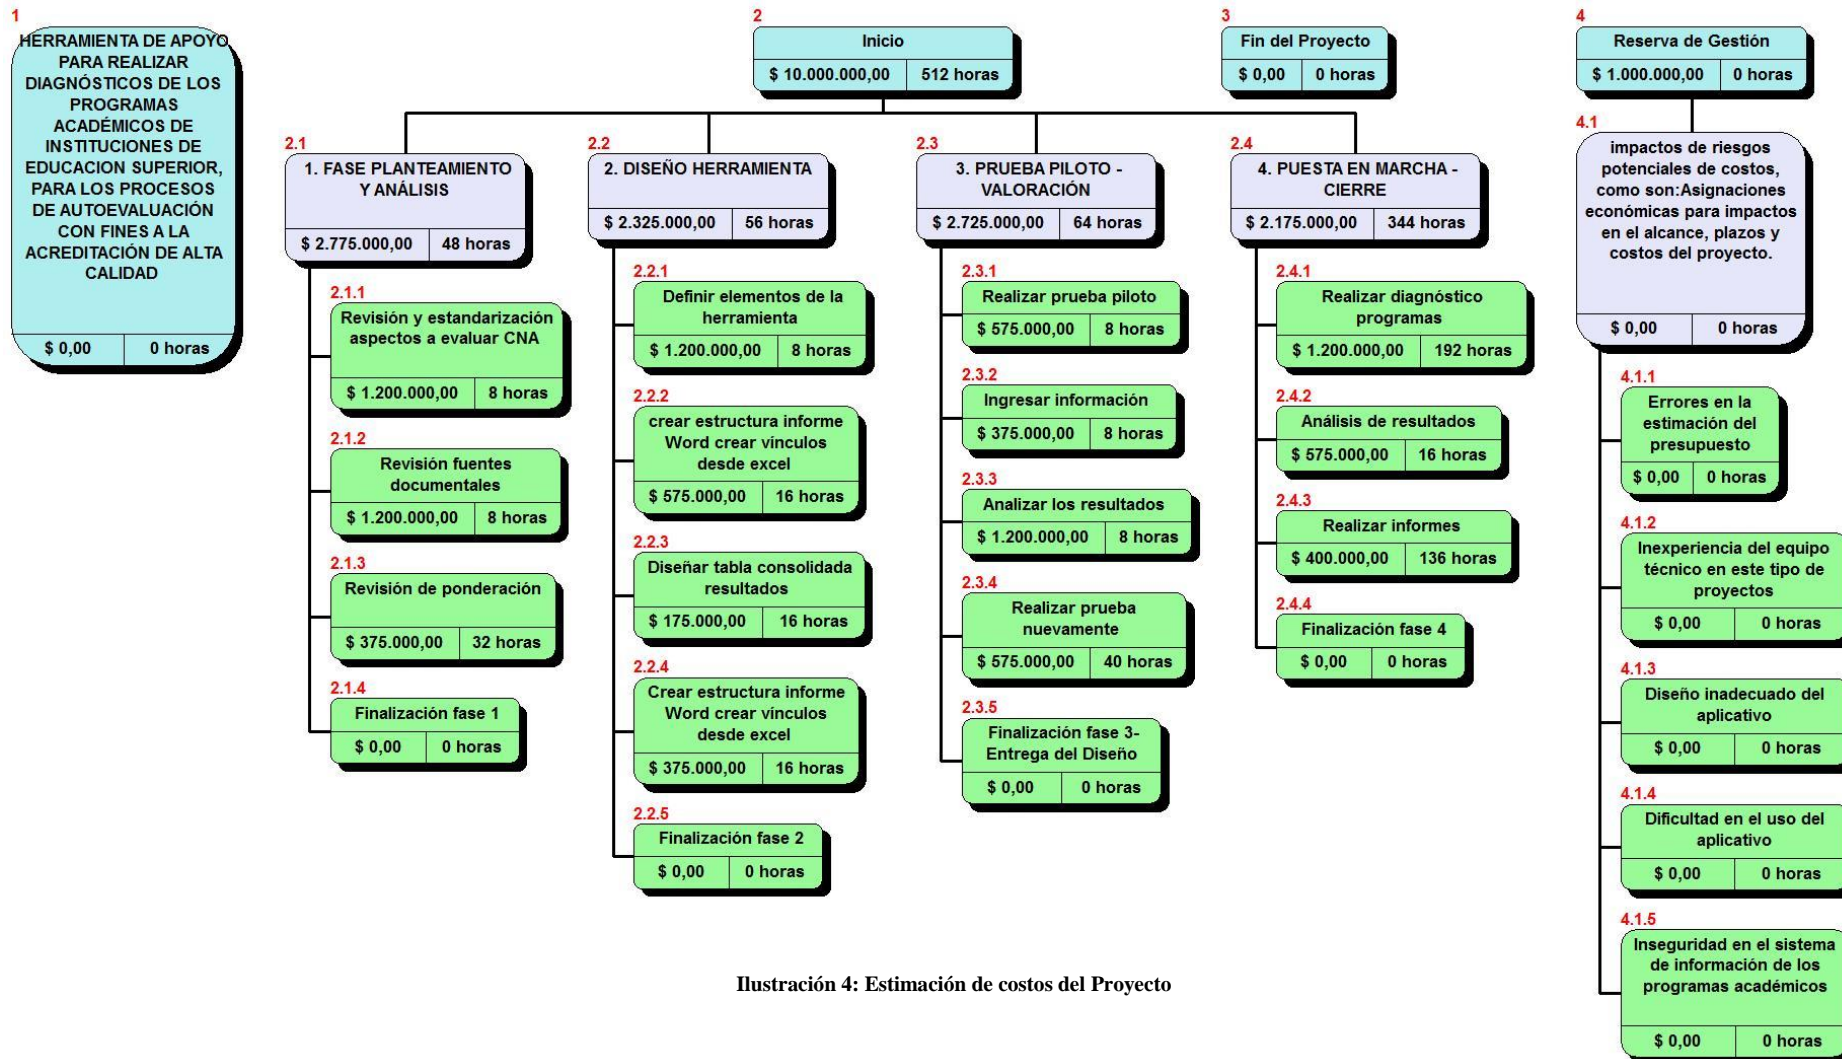 1
HERRAMIENTA DE APOYO
PARA REALIZAR
DIAGNÓSTICOS DE LOS
PROGRAMAS
ACADÉMICOS DE
INSTITUCIONES DE
EDUCACION SUPERIOR,
PARA LOS PROCESOS
DE AUTOEVALUACIÓN
CON FINES A LA
ACREDITACIÓN DE ALTA
CALIDAD
$ 0,00 0 horas
2
Inicio
$ 10.000.000,00 512 horas
3
Fin del Proyecto
$ 0,00 0 horas
4
Reserva de Gestión
$ 1.000.000,00 0 horas
2.1
1. FASE PLANTEAMIENTO
Y ANÁLISIS
$ 2.775.000,00 48 horas
2.1.1
Revisión y estandarización
aspectos a evaluar CNA
$ 1.200.000,00 8 horas
2.1.2
Revisión fuentes
documentales
$ 1.200.000,00 8 horas
2.1.3
Revisión de ponderación
$ 375.000,00 32 horas
2.1.4
Finalización fase 1
$ 0,00 0 horas
2.2
2. DISEÑO HERRAMIENTA
$ 2.325.000,00 56 horas
2.2.1
Definir elementos de la
herramienta
$ 1.200.000,00 8 horas
2.2.2
crear estructura informe
Word crear vínculos
desde excel
$ 575.000,00 16 horas
2.2.3
Diseñar tabla consolidada
resultados
$ 175.000,00 16 horas
2.2.4
Crear estructura informe
Word crear vínculos
desde excel
$ 375.000,00 16 horas
2.2.5
Finalización fase 2
$ 0,00 0 horas
2.3
3. PRUEBA PILOTO -
VALORACIÓN
$ 2.725.000,00 64 horas
2.3.1
Realizar prueba piloto
$ 575.000,00 8 horas
2.3.2
Ingresar información
$ 375.000,00 8 horas
2.3.3
Analizar los resultados
$ 1.200.000,00 8 horas
2.3.4
Realizar prueba
nuevamente
$ 575.000,00 40 horas
2.3.5
Finalización fase 3-
Entrega del Diseño
$ 0,00 0 horas
2.4
4. PUESTA EN MARCHA -
CIERRE
$ 2.175.000,00 344 horas
2.4.1
Realizar diagnóstico
programas
$ 1.200.000,00 192 horas
2.4.2
Análisis de resultados
$ 575.000,00 16 horas
2.4.3
Realizar informes
$ 400.000,00 136 horas
2.4.4
Finalización fase 4
$ 0,00 0 horas
4.1
impactos de riesgos
potenciales de costos,
como son:Asignaciones
económicas para impactos
en el alcance, plazos y
costos del proyecto.
$ 0,00 0 horas
4.1.1
Errores en la
estimación del
presupuesto
$ 0,00 0 horas
4.1.2
Inexperiencia del equipo
técnico en este tipo de
proyectos
$ 0,00 0 horas
4.1.3
Diseño inadecuado del
aplicativo
$ 0,00 0 horas
4.1.4
Dificultad en el uso del
aplicativo
$ 0,00 0 horas
4.1.5
Inseguridad en el sistema
de información de los
programas académicos
$ 0,00 0 horas
Ilustración 4: Estimación de costos del Proyecto